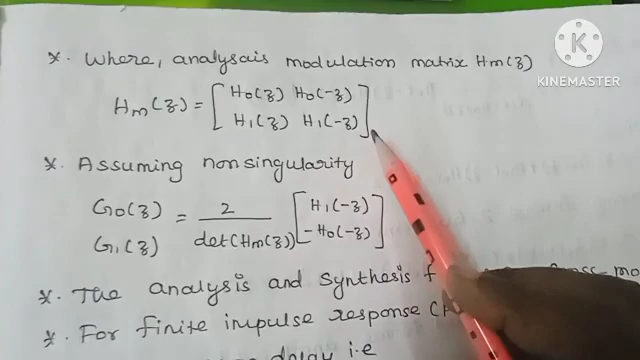 *. Where, analysais modulation matrix Hm(z)
KINEMASTER
Hm(z) = [H0(z) H0(-z)
H1(z) H1(-z)]
*. Assuming nonsingularity
G0(z) = 2 [H1(-z)
G1(z) det(Hm(z)) -H0(-z)]
*. The analysis and synthesis
*. For finite impulse response
delay i.e